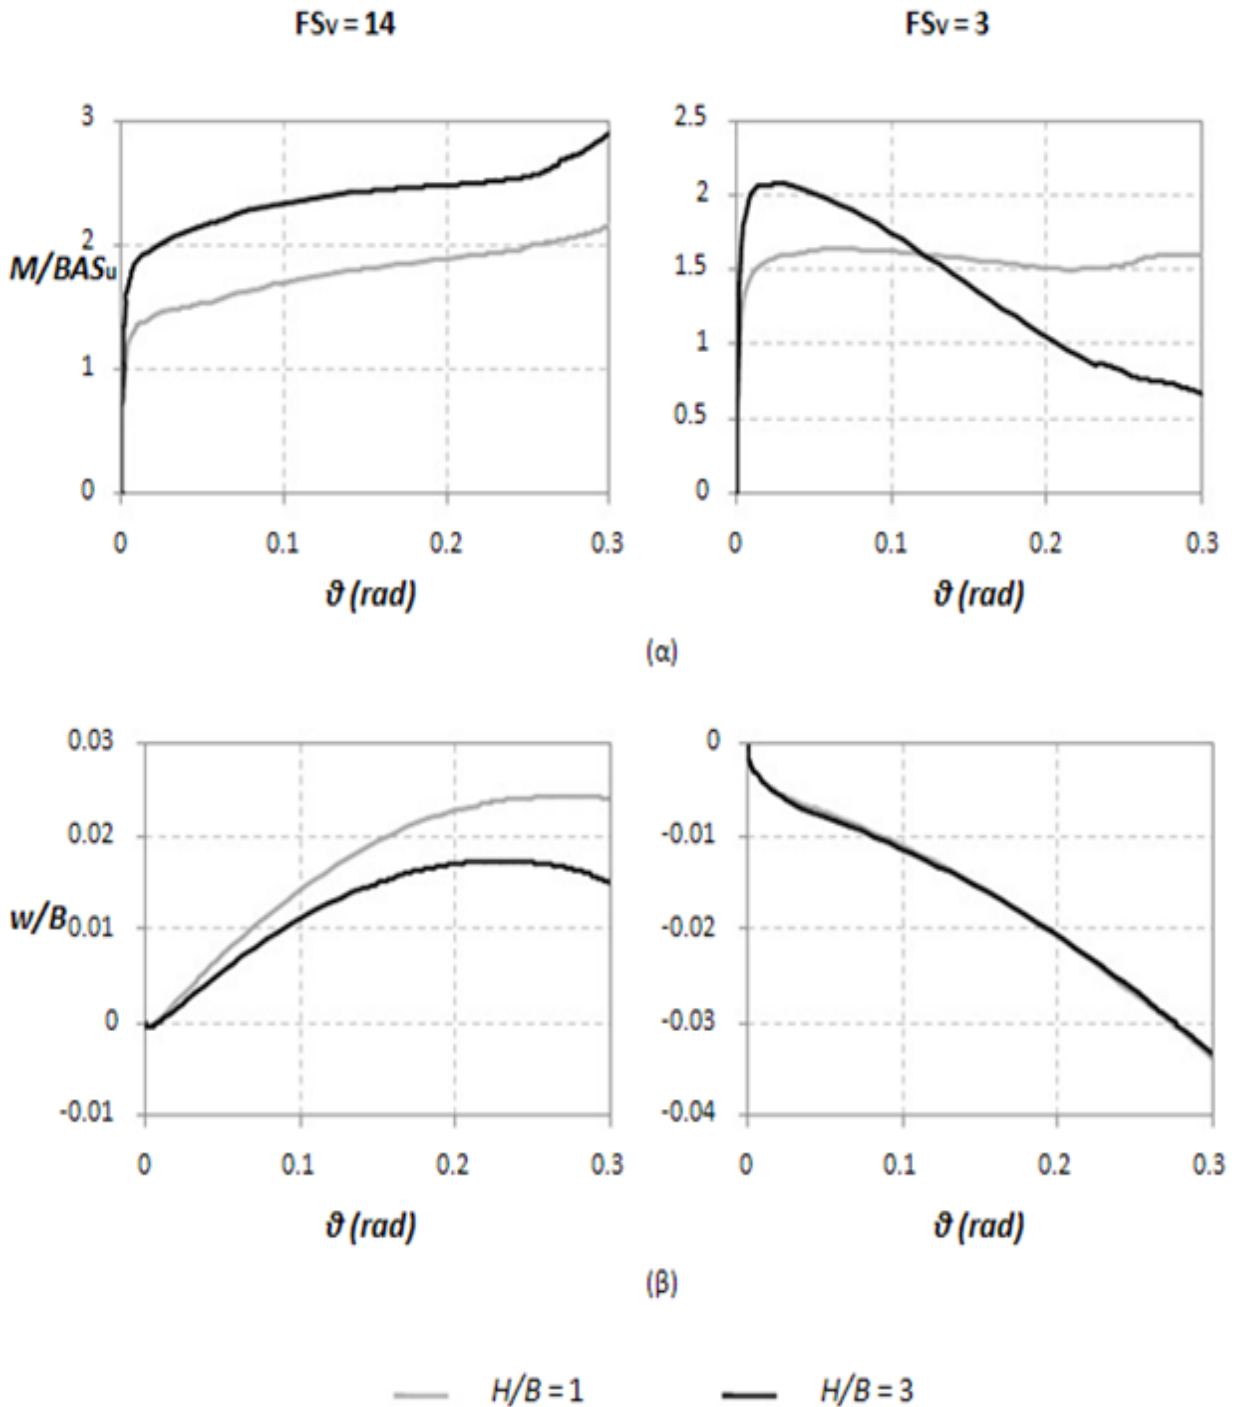 FSv = 14
FSv = 3
3
2
1
0
M/BASu
0 0.1 0.2 0.3
ϑ (rad)
2.5
2
1.5
1
0.5
0
0 0.1 0.2 0.3
ϑ (rad)
(α)
0.03
0.02
0.01
0
-0.01
w/B
0 0.1 0.2 0.3
ϑ (rad)
0
-0.01
-0.02
-0.03
-0.04
0 0.1 0.2 0.3
ϑ (rad)
(β)
H/B = 1
H/B = 3